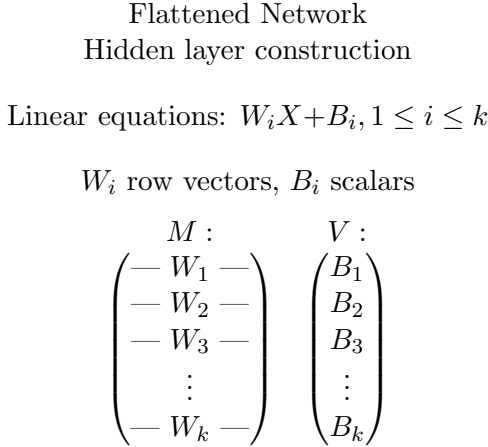 Flattened Network
Hidden layer construction
Linear equations: W_iX+B_i, 1 ≤ i ≤ k
W_i row vectors, B_i scalars
M :    V :
— W_1 —    B_1
— W_2 —    B_2
— W_3 —    B_3
⋮    ⋮
— W_k —    B_k